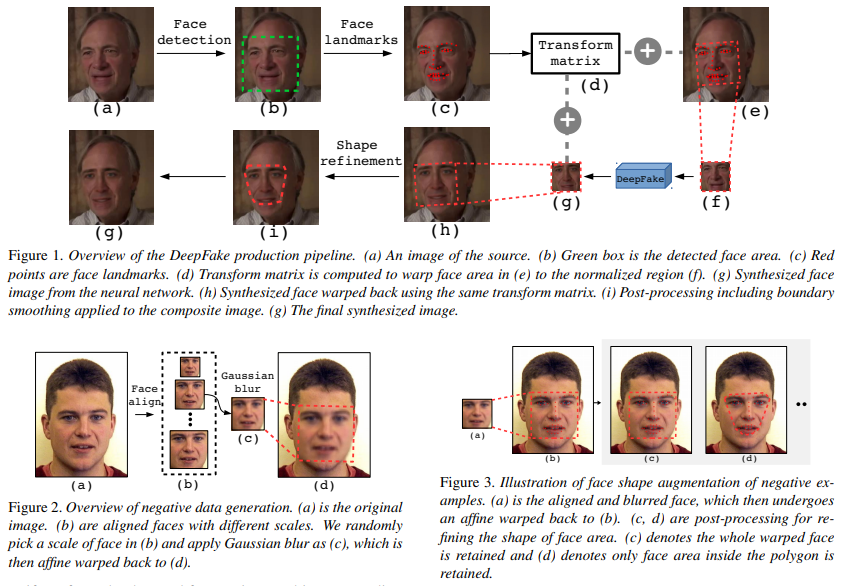 Face
detection
Face
landmarks
Transform
matrix
(a)
(b)
(c)
(d)
(e)
Shape
refinement
DeepFake
(g)
(i)
(h)
(g)
(f)
Figure 1. Overview of the DeepFake production pipeline. (a) An image of the source. (b) Green box is the detected face area. (c) Red
points are face landmarks. (d) Transform matrix is computed to warp face area in (e) to the normalized region (f). (g) Synthesized face
image from the neural network. (h) Synthesized face warped back using the same transform matrix. (i) Post-processing including boundary
smoothing applied to the composite image. (g) The final synthesized image.
Face
align
Gaussian
blur
(a)
(b)
(c)
(d)
Figure 2. Overview of negative data generation. (a) is the original
image. (b) are aligned faces with different scales. We randomly
pick a scale of face in (b) and apply Gaussian blur as (c), which is
then affine warped back to (d).
(a)
(b)
(c)
(d)
Figure 3. Illustration of face shape augmentation of negative ex-
amples. (a) is the aligned and blurred face, which then undergoes
an affine warped back to (b). (c, d) are post-processing for re-
fining the shape of face area. (c) denotes the whole warped face
is retained and (d) denotes only face area inside the polygon is
retained.